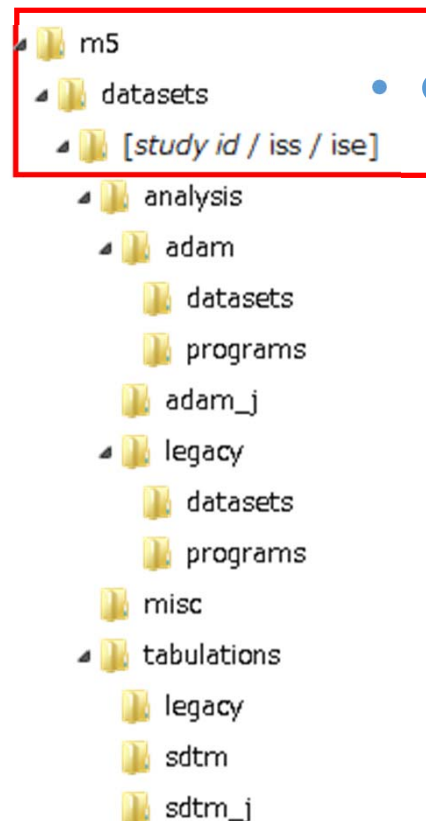 m5
datasets
[study id / iss / ise]
analysis
adam
datasets
programs
adam_j
legacy
datasets
programs
misc
tabulations
legacy
sdtm
sdtm_j